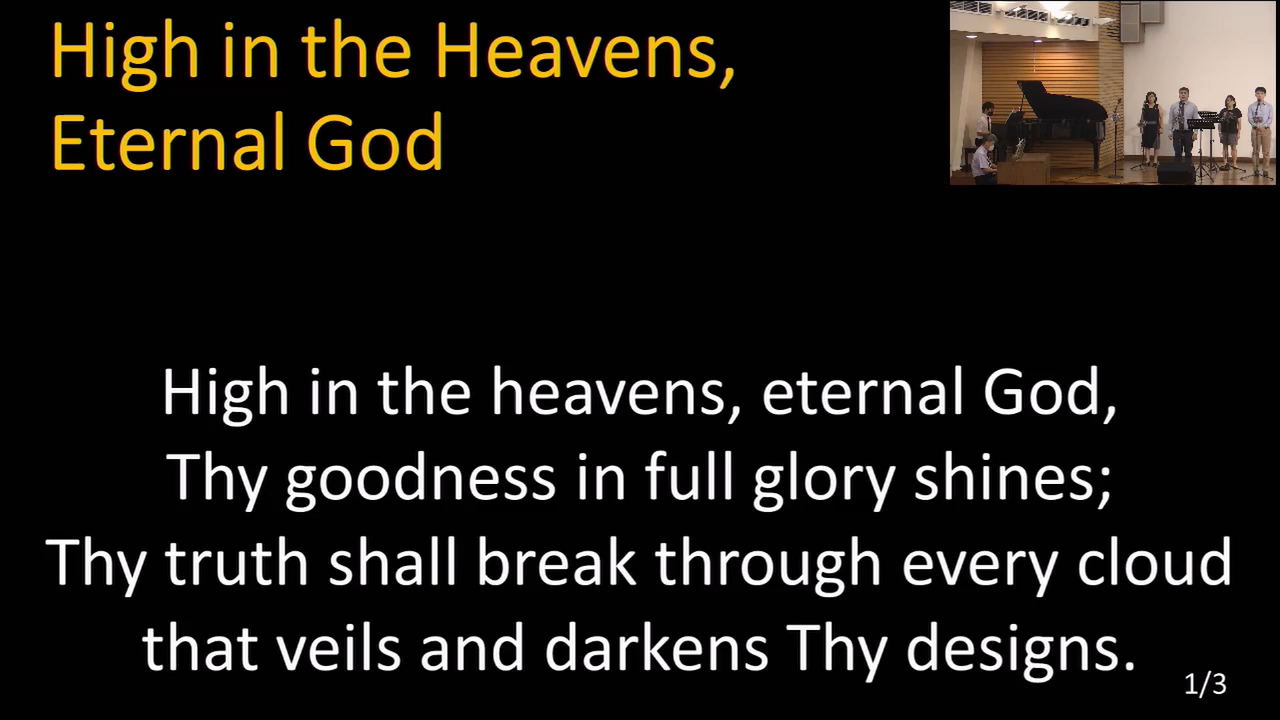 High in the Heavens,
Eternal God
High in the heavens, eternal God,
Thy goodness in full glory shines;
Thy truth shall break through every cloud
that veils and darkens Thy designs.
1/3